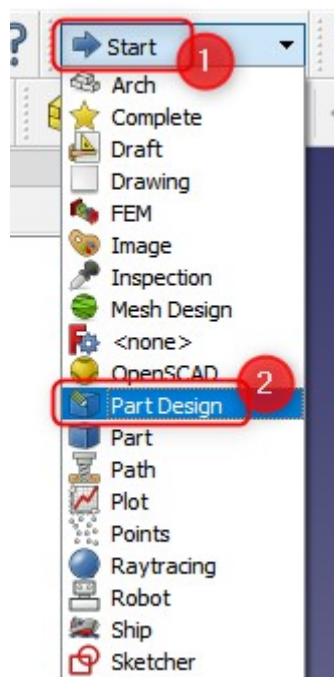 ?
Start
1
Arch
Complete
Draft
Drawing
FEM
Image
Inspection
Mesh Design
<none>
OpenSCAD
2
Part Design
Part
Path
Plot
Points
Raytracing
Robot
Ship
Sketcher